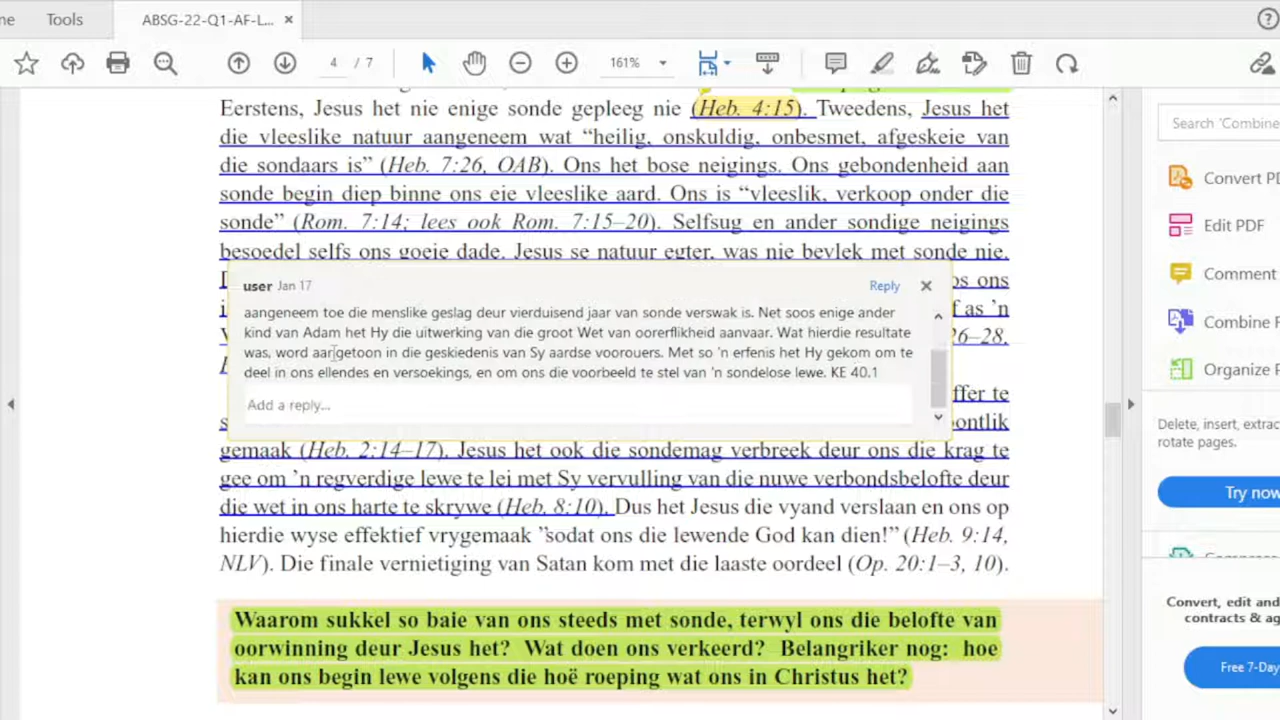 me
Tools
ABSG-22-Q1-AF-L...
4 / 7
161%
Eerstens, Jesus het nie enige sonde gepleeg nie (Heb. 4:15). Tweedens, Jesus het
die vleeslike natuur aangeneem wat “heilig, onskuldig, onbesmet, afgeskeie van
die sondaars is” (Heb. 7:26, OAB). Ons het bose neigings. Ons gebondenheid aan
sonde begin diep binne ons eie vleeslike aard. Ons is “vleeslik, verkoop onder die
sonde” (Rom. 7:14; lees ook Rom. 7:15–20). Selfsug en ander sondige neigings
besoedel selfs ons goeie dade. Jesus se natuur egter, was nie bevlek met sonde nie.
os ons
f as ’n
26–28,
user Jan 17
Reply
aangeneem toe die menslike geslag deur vierduisend jaar van sonde verswak is. Net soos enige ander
kind van Adam het Hy die uitwerking van die groot Wet van oorerflikheid aanvaar. Wat hierdie resultate
was, word aangetoon in die geskiedenis van Sy aardse voorouers. Met so 'n erfenis het Hy gekom om te
deel in ons ellendes en versoekings, en om ons die voorbeeld te stel van 'n sondelose lewe. KE 40.1
Add a reply...
ffer te
ontlik
gemaak (Heb. 2:14–17). Jesus het ook die sondemag verbreek deur ons die krag te
gee om ’n regverdige lewe te lei met Sy vervulling van die nuwe verbondsbelofte deur
die wet in ons harte te skrywe (Heb. 8:10). Dus het Jesus die vyand verslaan en ons op
hierdie wyse effektief vrygemaak ”sodat ons die lewende God kan dien!” (Heb. 9:14,
NLV). Die finale vernietiging van Satan kom met die laaste oordeel (Op. 20:1–3, 10).
Waarom sukkel so baie van ons steeds met sonde, terwyl ons die belofte van
oorwinning deur Jesus het? Wat doen ons verkeerd? Belangriker nog: hoe
kan ons begin lewe volgens die hoë roeping wat ons in Christus het?
Search 'Combine
Convert PD
Edit PDF
Comment
Combine F
Organize P
Delete, insert, extrac
rotate pages.
Try now
Convert, edit and
contracts & ag
Free 7-Day